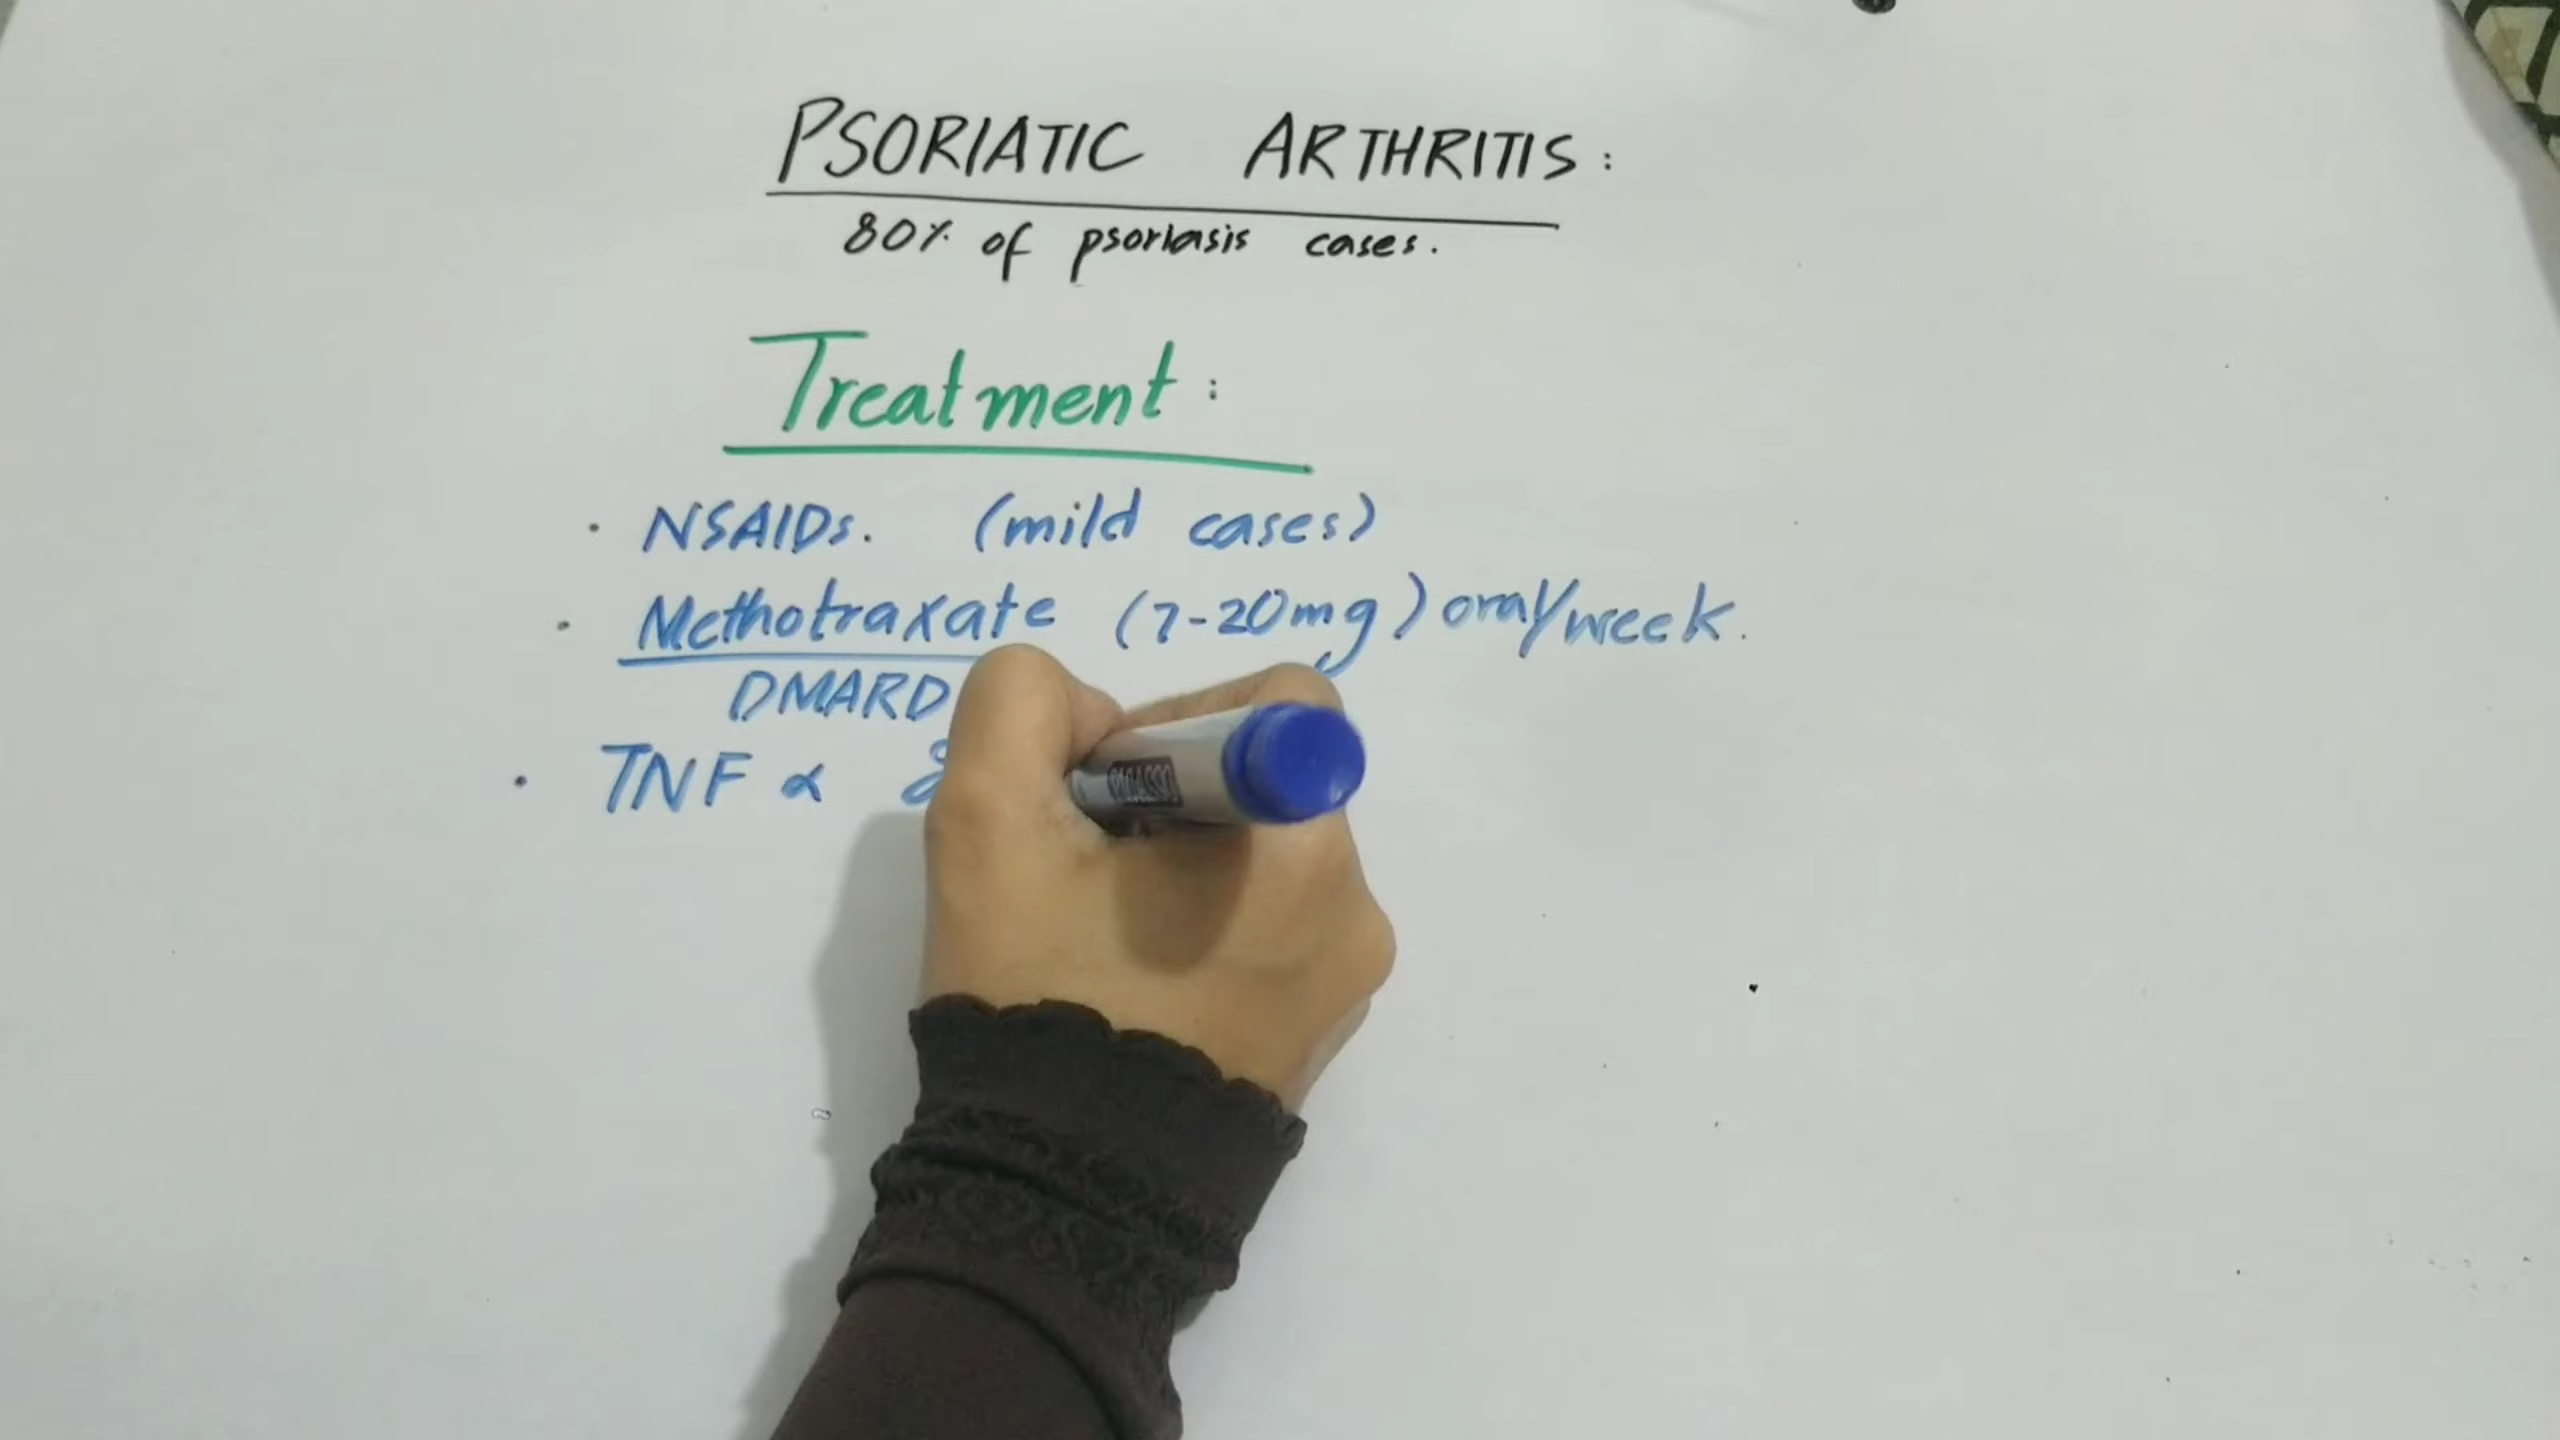 PSORIATIC ARTHRITIS:
80% of psoriasis cases.
Treatment:
· NSAIDs. (mild cases)
· Methotraxate (7-20mg) oral/week.
DMARD
· TNF α